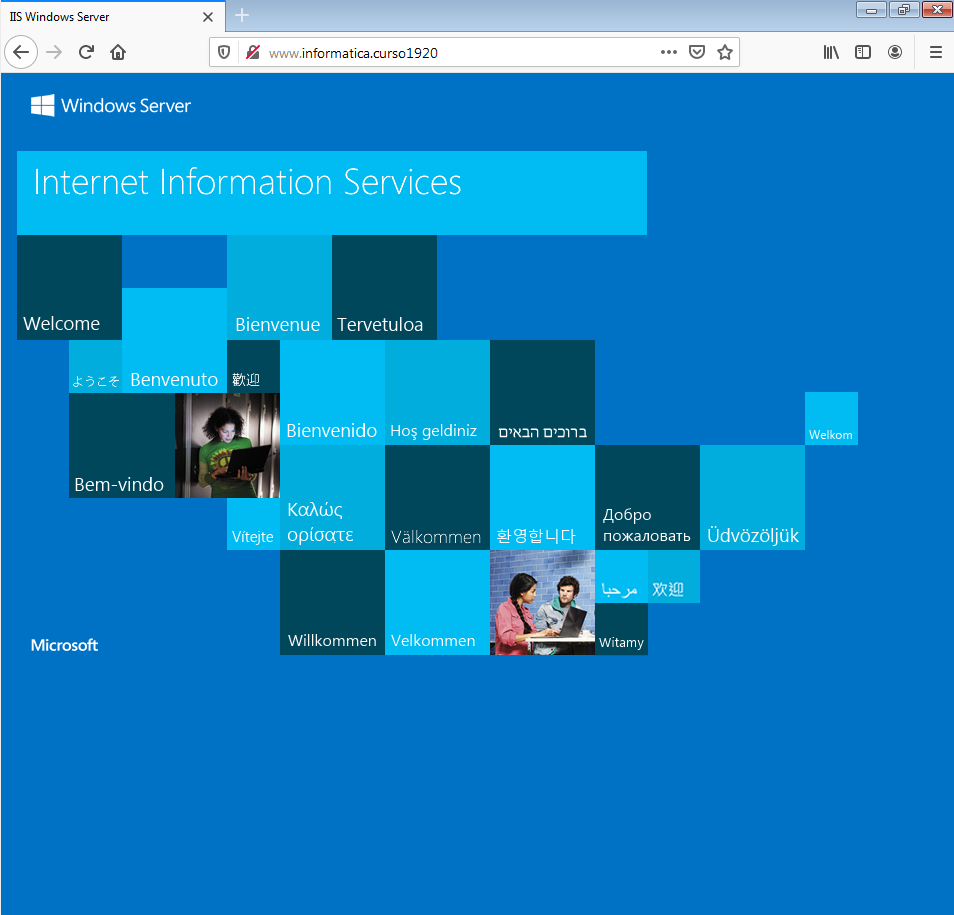 IIS Windows Server
www.informatica.curso1920
Windows Server
Internet Information Services
Welcome
Bienvenue
Tervetuloa
ようこそ
Benvenuto
歡迎
Bienvenido
Hoş geldiniz
ברוכים הבאים
Welkom
Bem-vindo
Vítejte
Καλώς
ορίσατε
Välkommen
환영합니다
Добро
пожаловать
Üdvözöljük
Willkommen
Velkommen
مرحبا
欢迎
Witamy
Microsoft